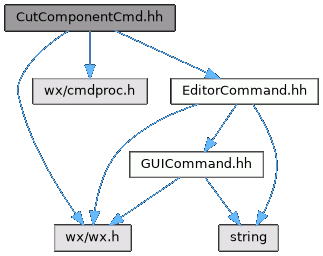 CutComponentCmd.hh
wx/cmdproc.h
EditorCommand.hh
GUICommand.hh
wx/wx.h
string